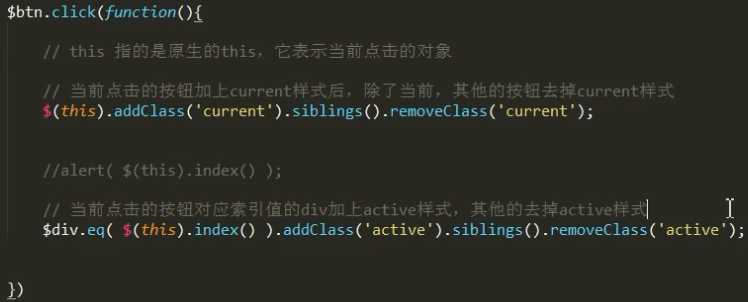 $btn.click(function(){
// this 指的是原生的this，它表示当前点击的对象
// 当前点击的按钮加上current样式后，除了当前，其他的按钮去掉current样式
$(this).addClass('current').siblings().removeClass('current');
//alert( $(this).index() );
// 当前点击的按钮对应索引值的div加上active样式，其他的去掉active样式
$div.eq( $(this).index() ).addClass('active').siblings().removeClass('active');
})